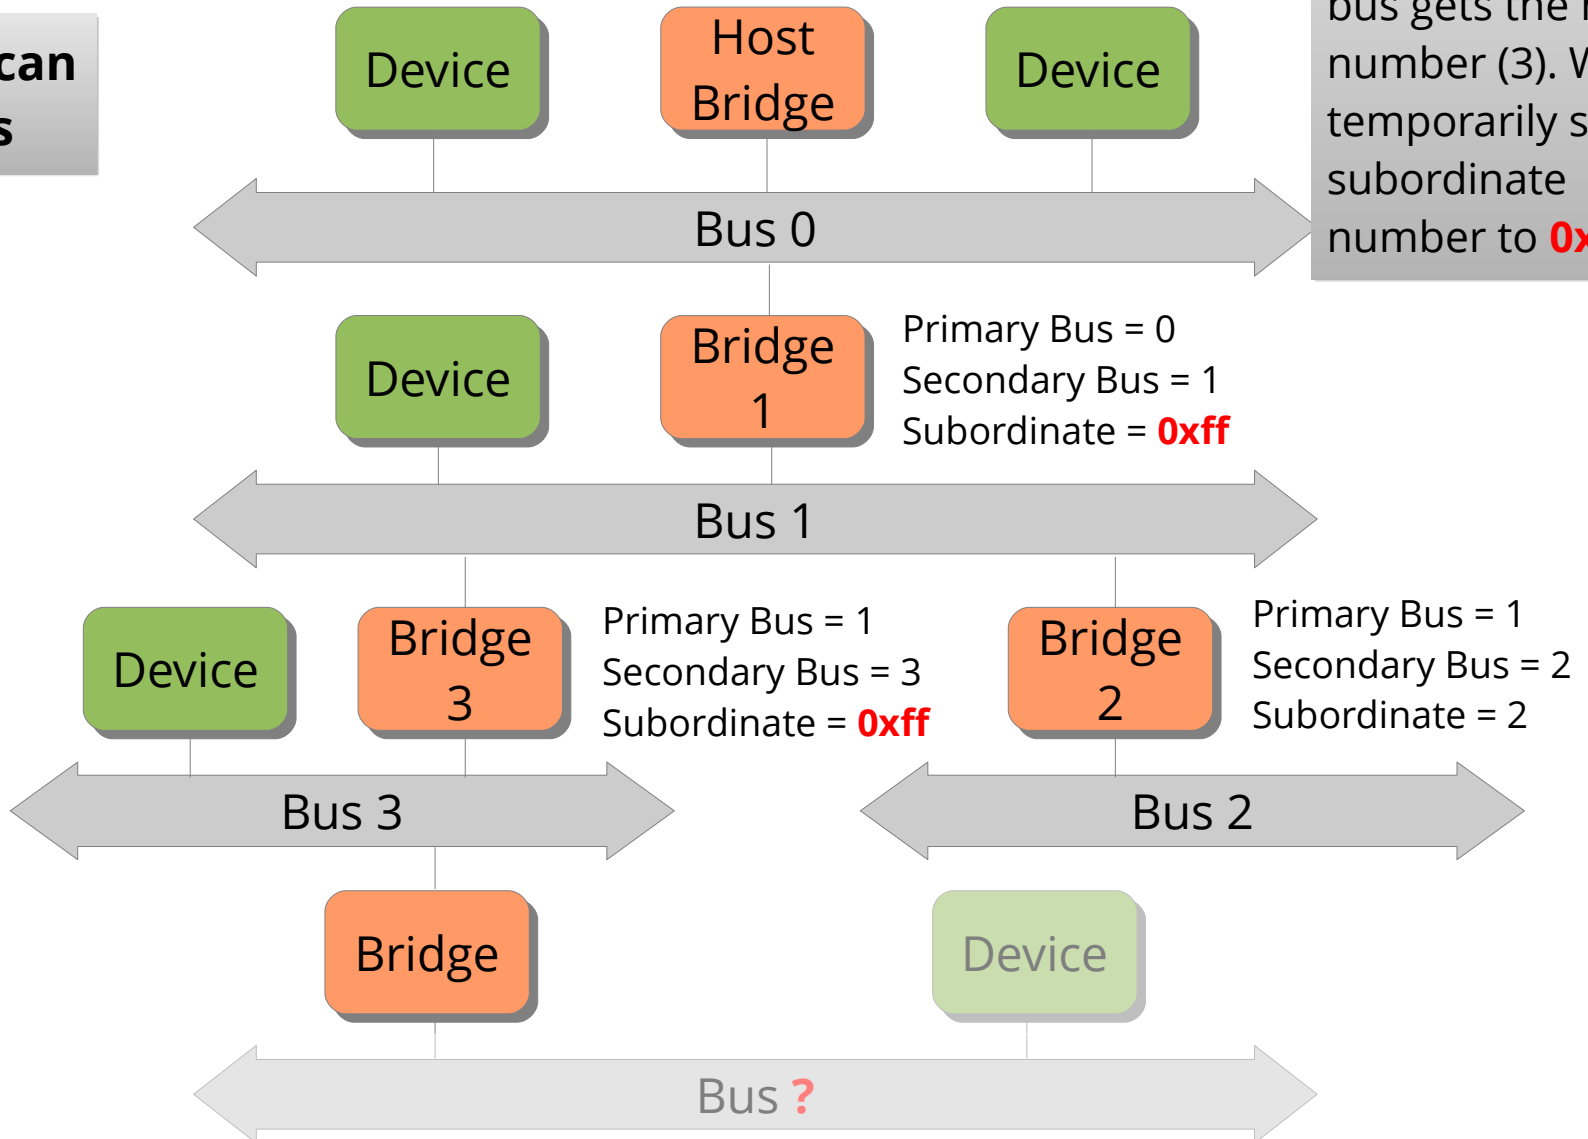 can
s
Device
Host
Bridge
Device
bus gets the
number (3).
temporarily
subordinate
number to
Bus 0
Device
Bridge
1
Primary Bus = 0
Secondary Bus = 1
Subordinate = 0xff
Bus 1
Device
Bridge
3
Primary Bus = 1
Secondary Bus = 3
Subordinate = 0xff
Bridge
2
Primary Bus = 1
Secondary Bus = 2
Subordinate = 2
Bus 3
Bus 2
Bridge
Device
Bus ?